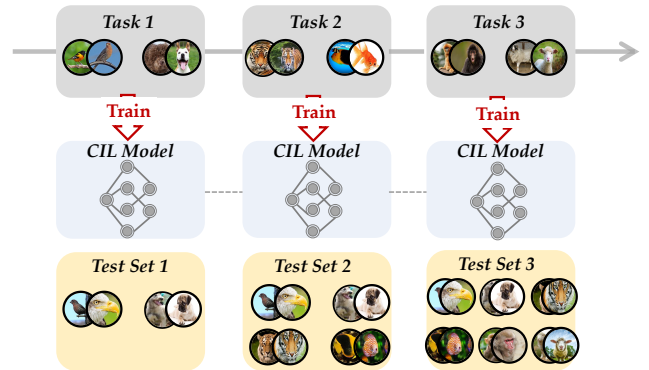 Task 1
Task 2
Task 3
Train
Train
Train
CIL Model
CIL Model
CIL Model
Test Set 1
Test Set 2
Test Set 3